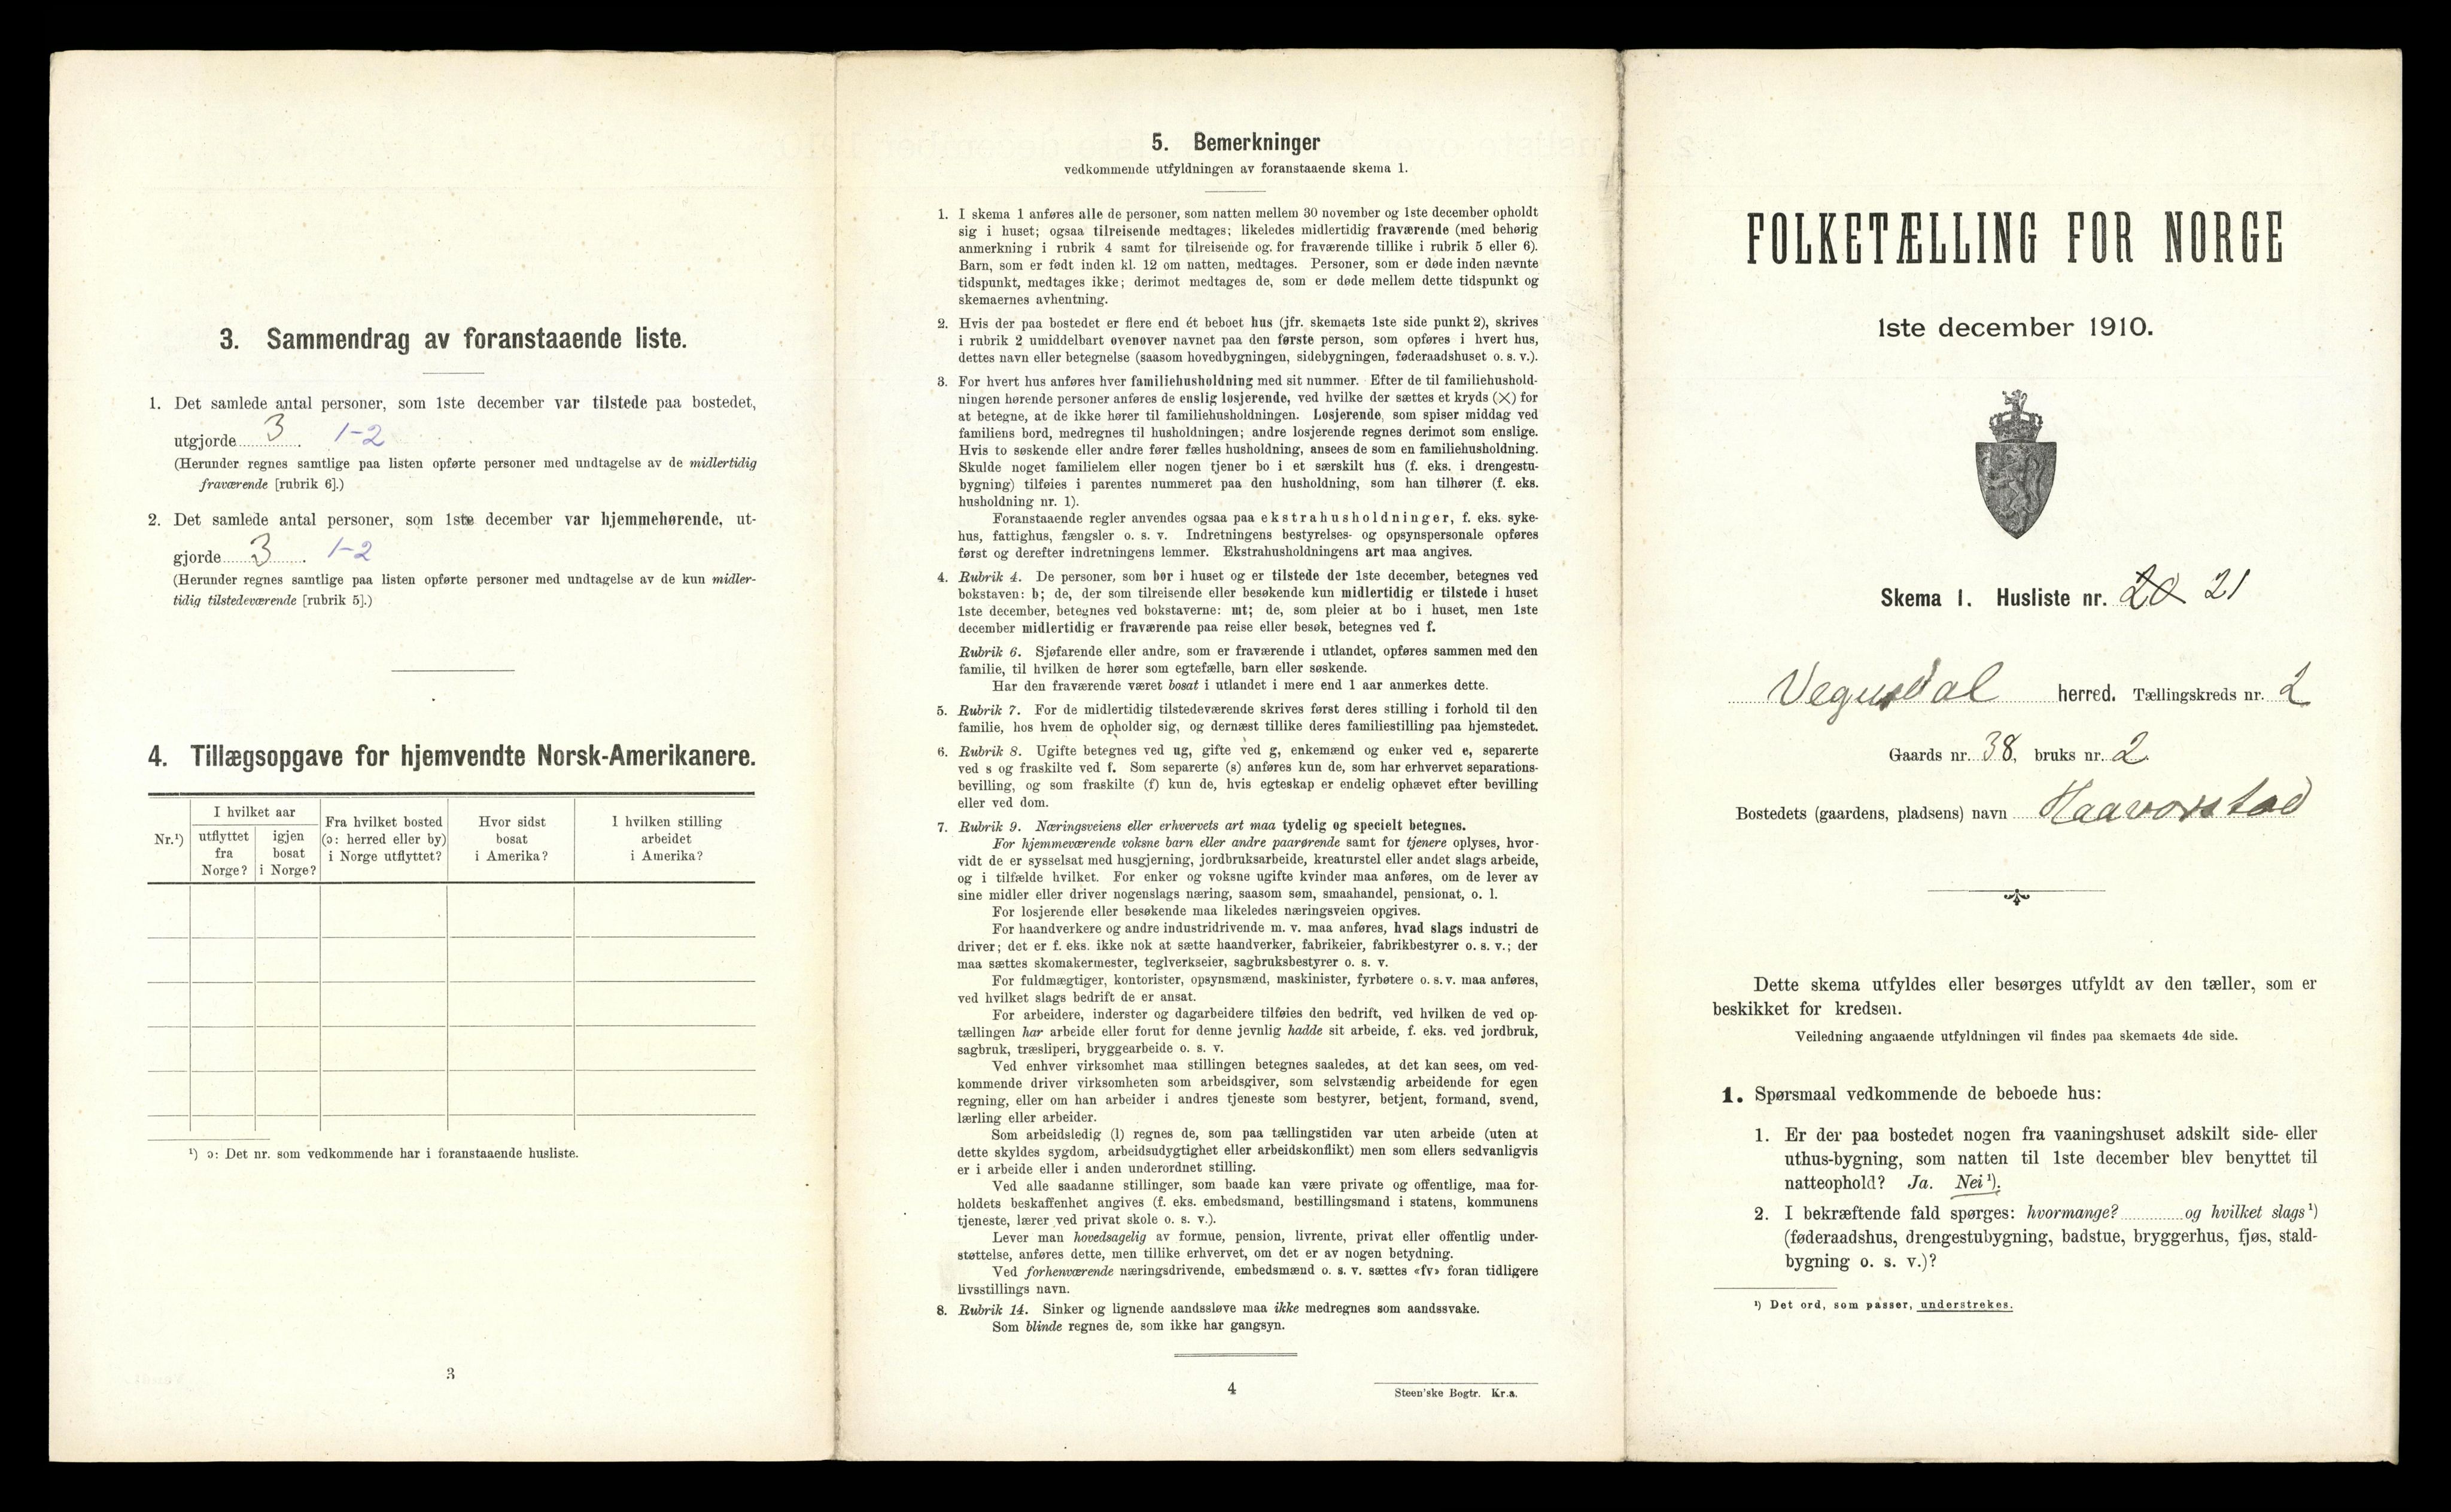 3. Sammendrag av foranstaaende liste.
1. Det samlede antal personer, som 1ste december var tilstede paa bostedet,
utgjorde 3. 1-2
(Herunder regnes samtlige paa listen opførte personer med undtagelse av de midlertidig
fraværende [rubrik 6].)
2. Det samlede antal personer, som 1ste december var hjemmehørende, ut-
gjorde 3. 1-2
(Herunder regnes samtlige paa listen opførte personer med undtagelse av de kun midler-
tidig tilstedeværende [rubrik 5].)
4. Tillægsopgave for hjemvendte Norsk-Amerikanere.
Nr.¹)
I hvilket aar
utflyttet fra Norge?
igjen bosat i Norge?
Fra hvilket bosted (ɔ: herred eller by) i Norge utflyttet?
Hvor sidst bosat i Amerika?
I hvilken stilling arbeidet i Amerika?
¹) ɔ: Det nr. som vedkommende har i foranstaaende husliste.
3
5. Bemerkninger
vedkommende utfyldningen av foranstaaende skema 1.
1. I skema 1 anføres alle de personer, som natten mellem 30 november og 1ste december opholdt
sig i huset; ogsaa tilreisende medtages; likeledes midlertidig fraværende (med behørig
anmerkning i rubrik 4 samt for tilreisende og. for fraværende tillike i rubrik 5 eller 6).
Barn, som er født inden kl. 12 om natten, medtages. Personer, som er døde inden nævnte
tidspunkt, medtages ikke; derimot medtages de, som er døde mellem dette tidspunkt og
skemaernes avhentning.
2. Hvis der paa bostedet er flere end ét beboet hus (jfr. skemaets 1ste side punkt 2), skrives
i rubrik 2 umiddelbart ovenover navnet paa den første person, som opføres i hvert hus,
dettes navn eller betegnelse (saasom hovedbygningen, sidebygningen, føderaadshuset o. s. v.).
3. For hvert hus anføres hver familiehusholdning med sit nummer. Efter de til familiehushold-
ningen hørende personer anføres de enslig losjerende, ved hvilke der sættes et kryds (×) for
at betegne, at de ikke hører til familiehusholdningen. Losjerende, som spiser middag ved
familiens bord, medregnes til husholdningen; andre losjerende regnes derimot som enslige.
Hvis to søskende eller andre fører fælles husholdning, ansees de som en familiehusholdning.
Skulde noget familielem eller nogen tjener bo i et særskilt hus (f. eks. i drengestu-
bygning) tilføies i parentes nummeret paa den husholdning, som han tilhører (f. eks.
husholdning nr. 1).
Foranstaaende regler anvendes ogsaa paa ekstrahusholdninger, f. eks. syke-
hus, fattighus, fængsler o. s. v. Indretningens bestyrelses- og opsynspersonale opføres
først og derefter indretningens lemmer. Ekstrahusholdningens art maa angives.
4. Rubrik 4. De personer, som bor i huset og er tilstede der 1ste december, betegnes ved
bokstaven: b; de, der som tilreisende eller besøkende kun midlertidig er tilstede i huset
1ste december, betegnes ved bokstaverne: mt; de, som pleier at bo i huset, men 1ste
december midlertidig er fraværende paa reise eller besøk, betegnes ved f.
Rubrik 6. Sjøfarende eller andre, som er fraværende i utlandet, opføres sammen med den
familie, til hvilken de hører som egtefælle, barn eller søskende.
Har den fraværende været bosat i utlandet i mere end 1 aar anmerkes dette.
5. Rubrik 7. For de midlertidig tilstedeværende skrives først deres stilling i forhold til den
familie, hos hvem de opholder sig, og dernæst tillike deres familiestilling paa hjemstedet.
6. Rubrik 8. Ugifte betegnes ved ug, gifte ved g, enkemænd og enker ved e, separerte
ved s og fraskilte ved f. Som separerte (s) anføres kun de, som har erhvervet separations-
bevilling, og som fraskilte (f) kun de, hvis egteskap er endelig ophævet efter bevilling
eller ved dom.
7. Rubrik 9. Næringsveiens eller erhvervets art maa tydelig og specielt betegnes.
For hjemmeværende voksne barn eller andre paarørende samt for tjenere oplyses, hvor-
vidt de er sysselsat med husgjerning, jordbruksarbeide, kreaturstel eller andet slags arbeide,
og i tilfælde hvilket. For enker og voksne ugifte kvinder maa anføres, om de lever av
sine midler eller driver nogenslags næring, saasom søm, smaahandel, pensionat, o. l.
For losjerende eller besøkende maa likeledes næringsveien opgives.
For haandverkere og andre industridrivende m. v. maa anføres, hvad slags industri de
driver; det er f. eks. ikke nok at sætte haandverker, fabrikeier, fabrikbestyrer o. s. v.; der
maa sættes skomakermester, teglverkseier, sagbruksbestyrer o. s. v.
For fuldmægtiger, kontorister, opsynsmænd, maskinister, fyrbøtere o. s. v. maa anføres,
ved hvilket slags bedrift de er ansat.
For arbeidere, inderster og dagarbeidere tilføies den bedrift, ved hvilken de ved op-
tællingen har arbeide eller forut for denne jevnlig hadde sit arbeide, f. eks. ved jordbruk,
sagbruk, træsliperi, bryggearbeide o. s. v.
Ved enhver virksomhet maa stillingen betegnes saaledes, at det kan sees, om ved-
kommende driver virksomheten som arbeidsgiver, som selvstændig arbeidende for egen
regning, eller om han arbeider i andres tjeneste som bestyrer, betjent, formand, svend,
lærling eller arbeider.
Som arbeidsledig (l) regnes de, som paa tællingstiden var uten arbeide (uten at
dette skyldes sygdom, arbeidsudygtighet eller arbeidskonflikt) men som ellers sedvanligvis
er i arbeide eller i anden underordnet stilling.
Ved alle saadanne stillinger, som baade kan være private og offentlige, maa for-
holdets beskaffenhet angives (f. eks. embedsmand, bestillingsmand i statens, kommunens
tjeneste, lærer ved privat skole o. s. v.).
Lever man hovedsagelig av formue, pension, livrente, privat eller offentlig under-
støttelse, anføres dette, men tillike erhvervet, om det er av nogen betydning.
Ved forhenværende næringsdrivende, embedsmænd o. s. v. sættes «fv» foran tidligere
livsstillings navn.
8. Rubrik 14. Sinker og lignende aandssløve maa ikke medregnes som aandssvake.
Som blinde regnes de, som ikke har gangsyn.
4
Steen'ske Bogtr. Kr.a.
FOLKETÆLLING FOR NORGE
1ste december 1910.
Skema 1. Husliste nr. 20 21
Vegusdal herred. Tællingskreds nr. 2
Gaards nr. 38, bruks nr. 2
Bostedets (gaardens, pladsens) navn Haavorstad
Dette skema utfyldes eller besørges utfyldt av den tæller, som er
beskikket for kredsen.
Veiledning angaaende utfyldningen vil findes paa skemaets 4de side.
1. Spørsmaal vedkommende de beboede hus:
1. Er der paa bostedet nogen fra vaaningshuset adskilt side- eller
uthus-bygning, som natten til 1ste december blev benyttet til
natteophold? Ja. Nei¹).
2. I bekræftende fald spørges: hvormange? og hvilket slags¹)
(føderaadshus, drengestubygning, badstue, bryggerhus, fjøs, stald-
bygning o. s. v.)?
¹) Det ord, som passer, understrekes.